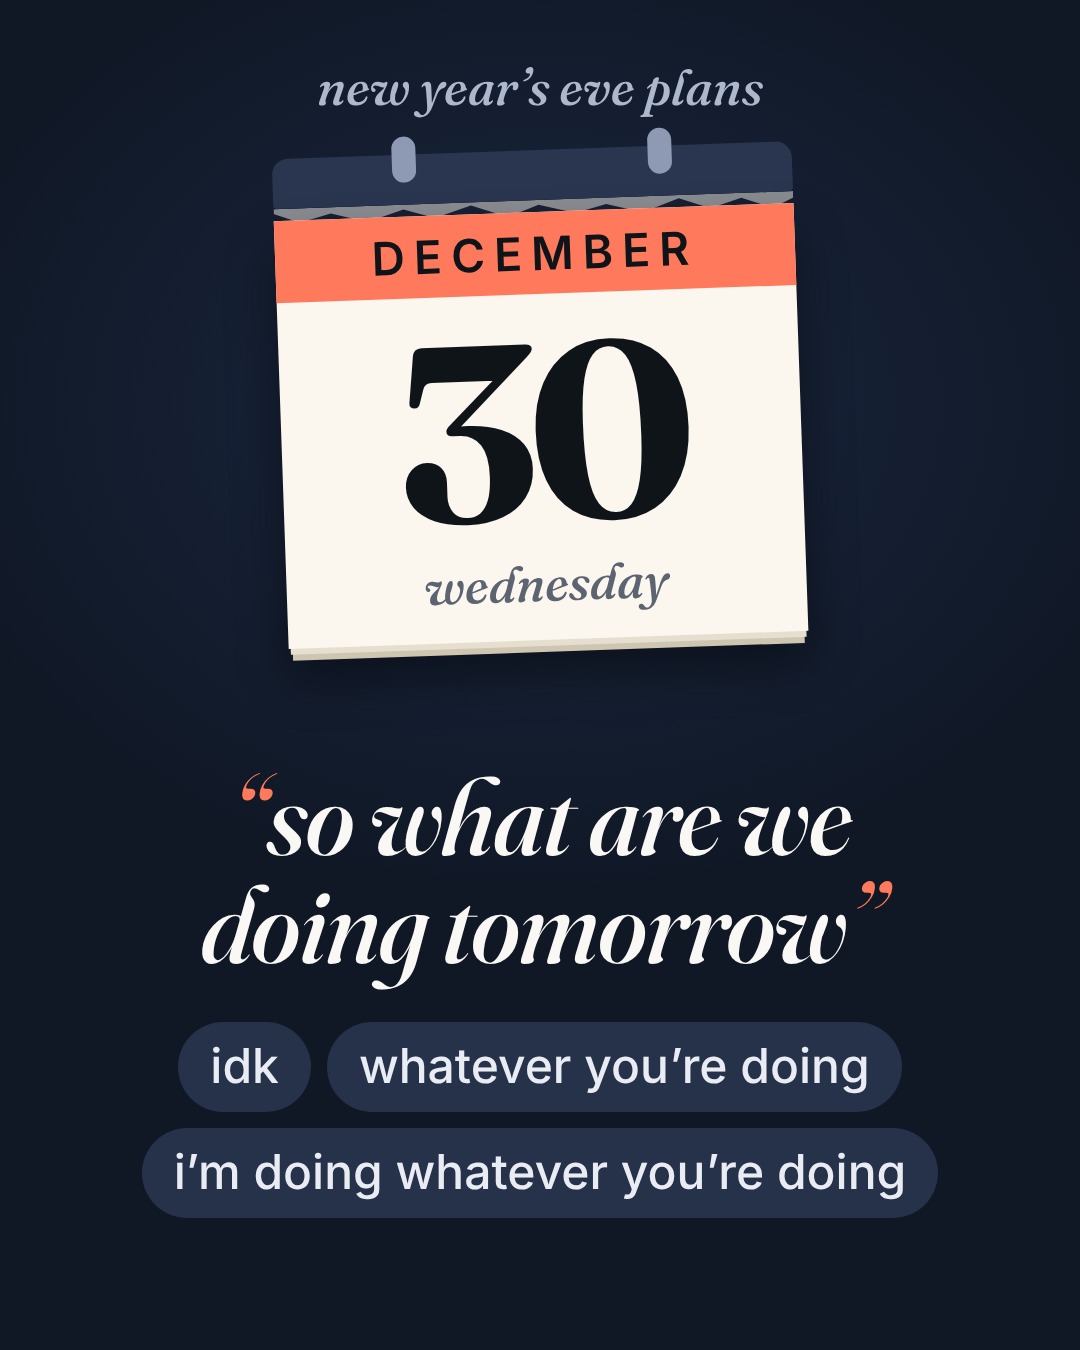 new year’s eve plans
DECEMBER
30
wednesday
“so what are we
doing tomorrow”
idk
whatever you’re doing
i’m doing whatever you’re doing